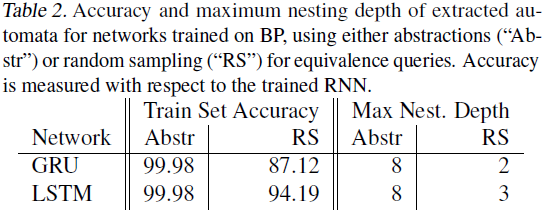 Table 2. Accuracy and maximum nesting depth of extracted au-
tomata for networks trained on BP, using either abstractions (“Ab-
str”) or random sampling (“RS”) for equivalence queries. Accuracy
is measured with respect to the trained RNN.
Train Set Accuracy Max Nest. Depth
Network Abstr RS Abstr RS
GRU 99.98 87.12 8 2
LSTM 99.98 94.19 8 3